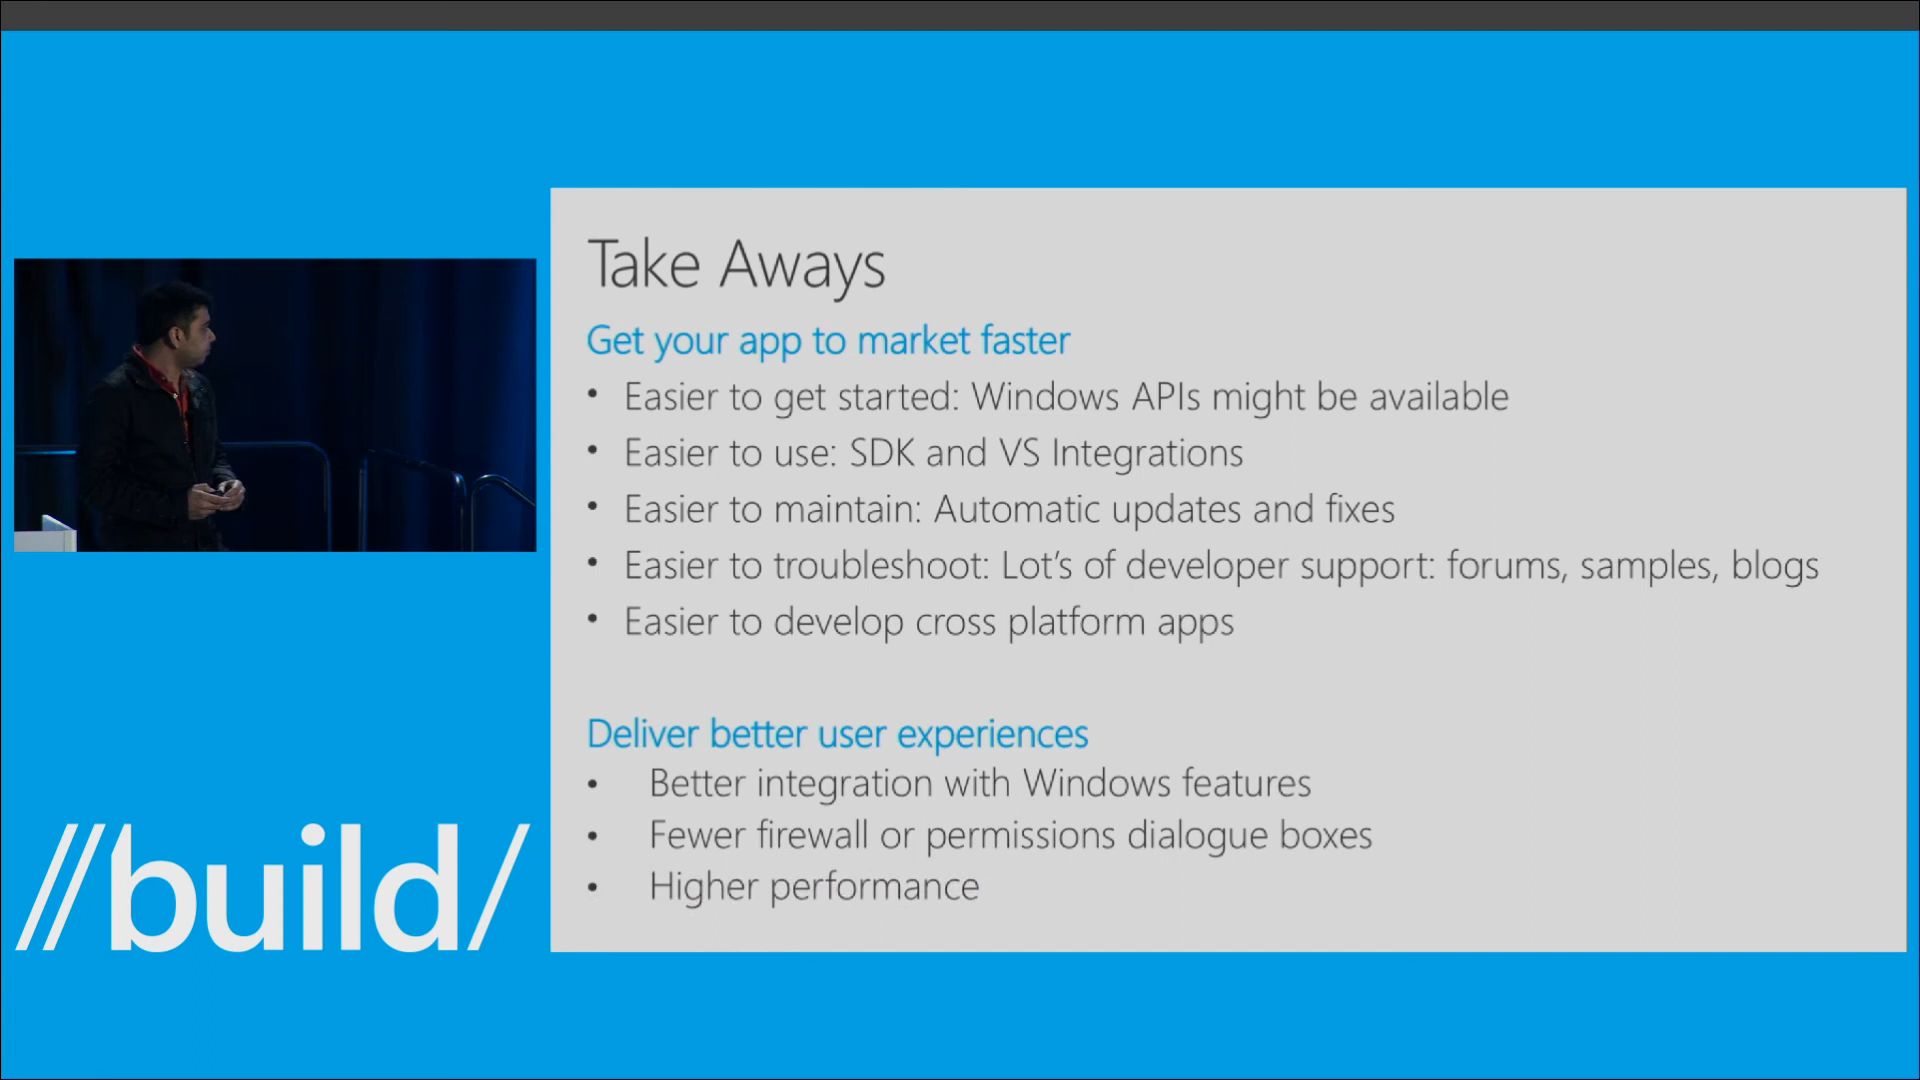 Take Aways
Get your app to market faster
• Easier to get started: Windows APIs might be available
• Easier to use: SDK and VS Integrations
• Easier to maintain: Automatic updates and fixes
• Easier to troubleshoot: Lot’s of developer support: forums, samples, blogs
• Easier to develop cross platform apps
Deliver better user experiences
• Better integration with Windows features
• Fewer firewall or permissions dialogue boxes
• Higher performance
//build/